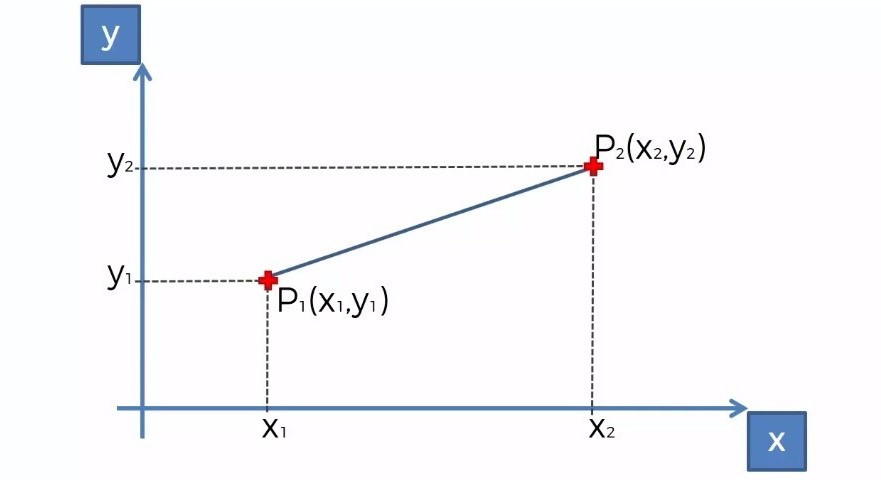 y
P₂(x₂,y₂)
y₂
y₁
P₁(x₁,y₁)
x₁
x₂
x